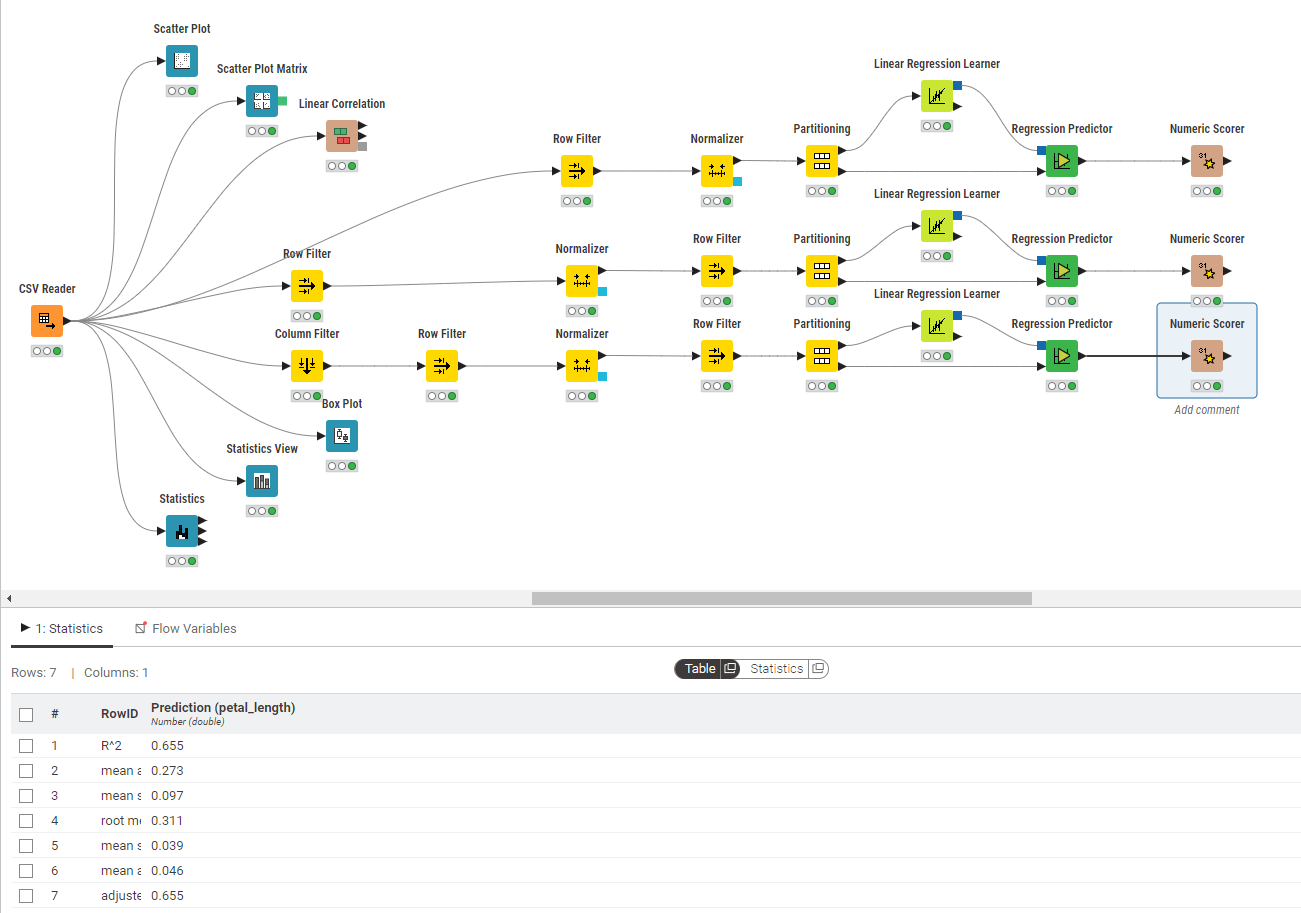 Scatter Plot
Scatter Plot Matrix
Linear Correlation
Linear Regression Learner
Row Filter
Normalizer
Partitioning
Regression Predictor
Numeric Scorer
31
Linear Regression Learner
Row Filter
Normalizer
Row Filter
Partitioning
Regression Predictor
Numeric Scorer
31
CSV Reader
Linear Regression Learner
Column Filter
Row Filter
Normalizer
Row Filter
Partitioning
Regression Predictor
Numeric Scorer
31
Add comment
Box Plot
Statistics View
Statistics
1: Statistics
Flow Variables
Rows: 7 | Columns: 1
Table
Statistics
# RowID Prediction (petal_length)
Number (double)
1 R^2 0.655
2 mean a 0.273
3 mean s 0.097
4 root me 0.311
5 mean s 0.039
6 mean a 0.046
7 adjuste 0.655